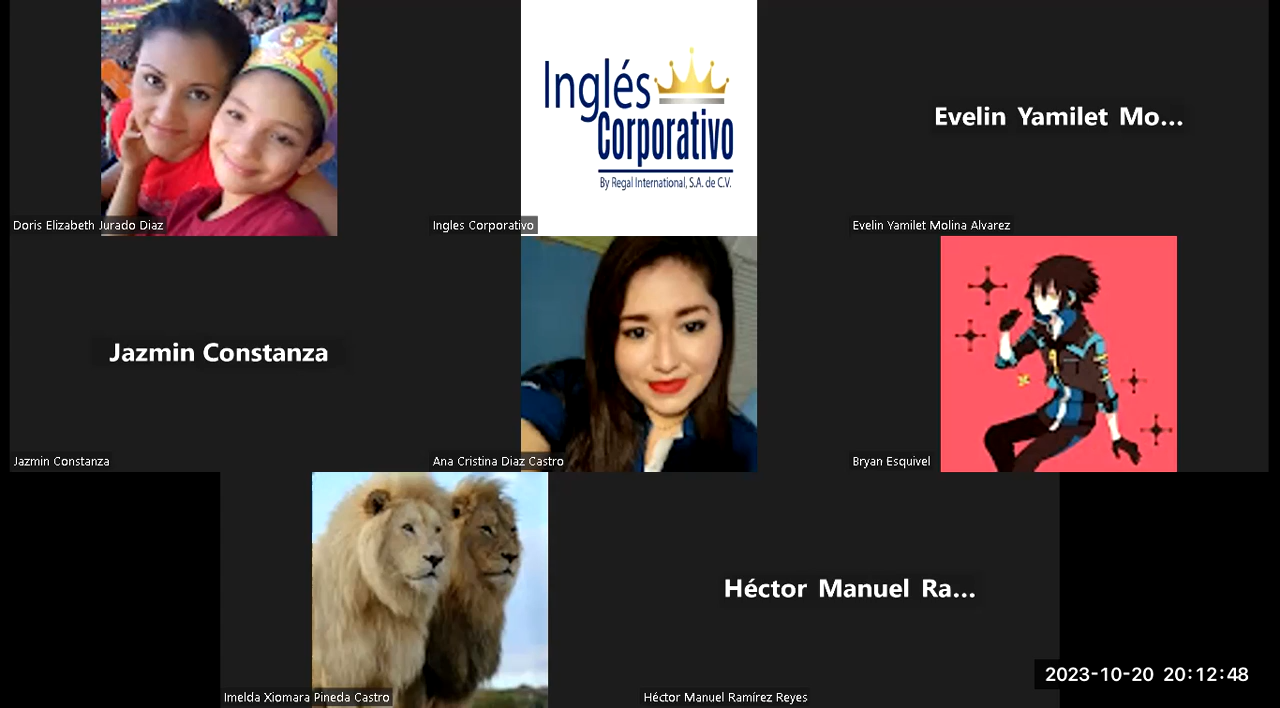 Inglés
Corporativo
By Regal International, S.A. de C.V.
Evelin Yamilet Mo...
Doris Elizabeth Jurado Diaz
Ingles Corporativo
Evelin Yamilet Molina Alvarez
Jazmin Constanza
Jazmin Constanza
Ana Cristina Diaz Castro
Bryan Esquivel
Héctor Manuel Ra...
Imelda Xiomara Pineda Castro
Héctor Manuel Ramírez Reyes
2023-10-20 20:12:48